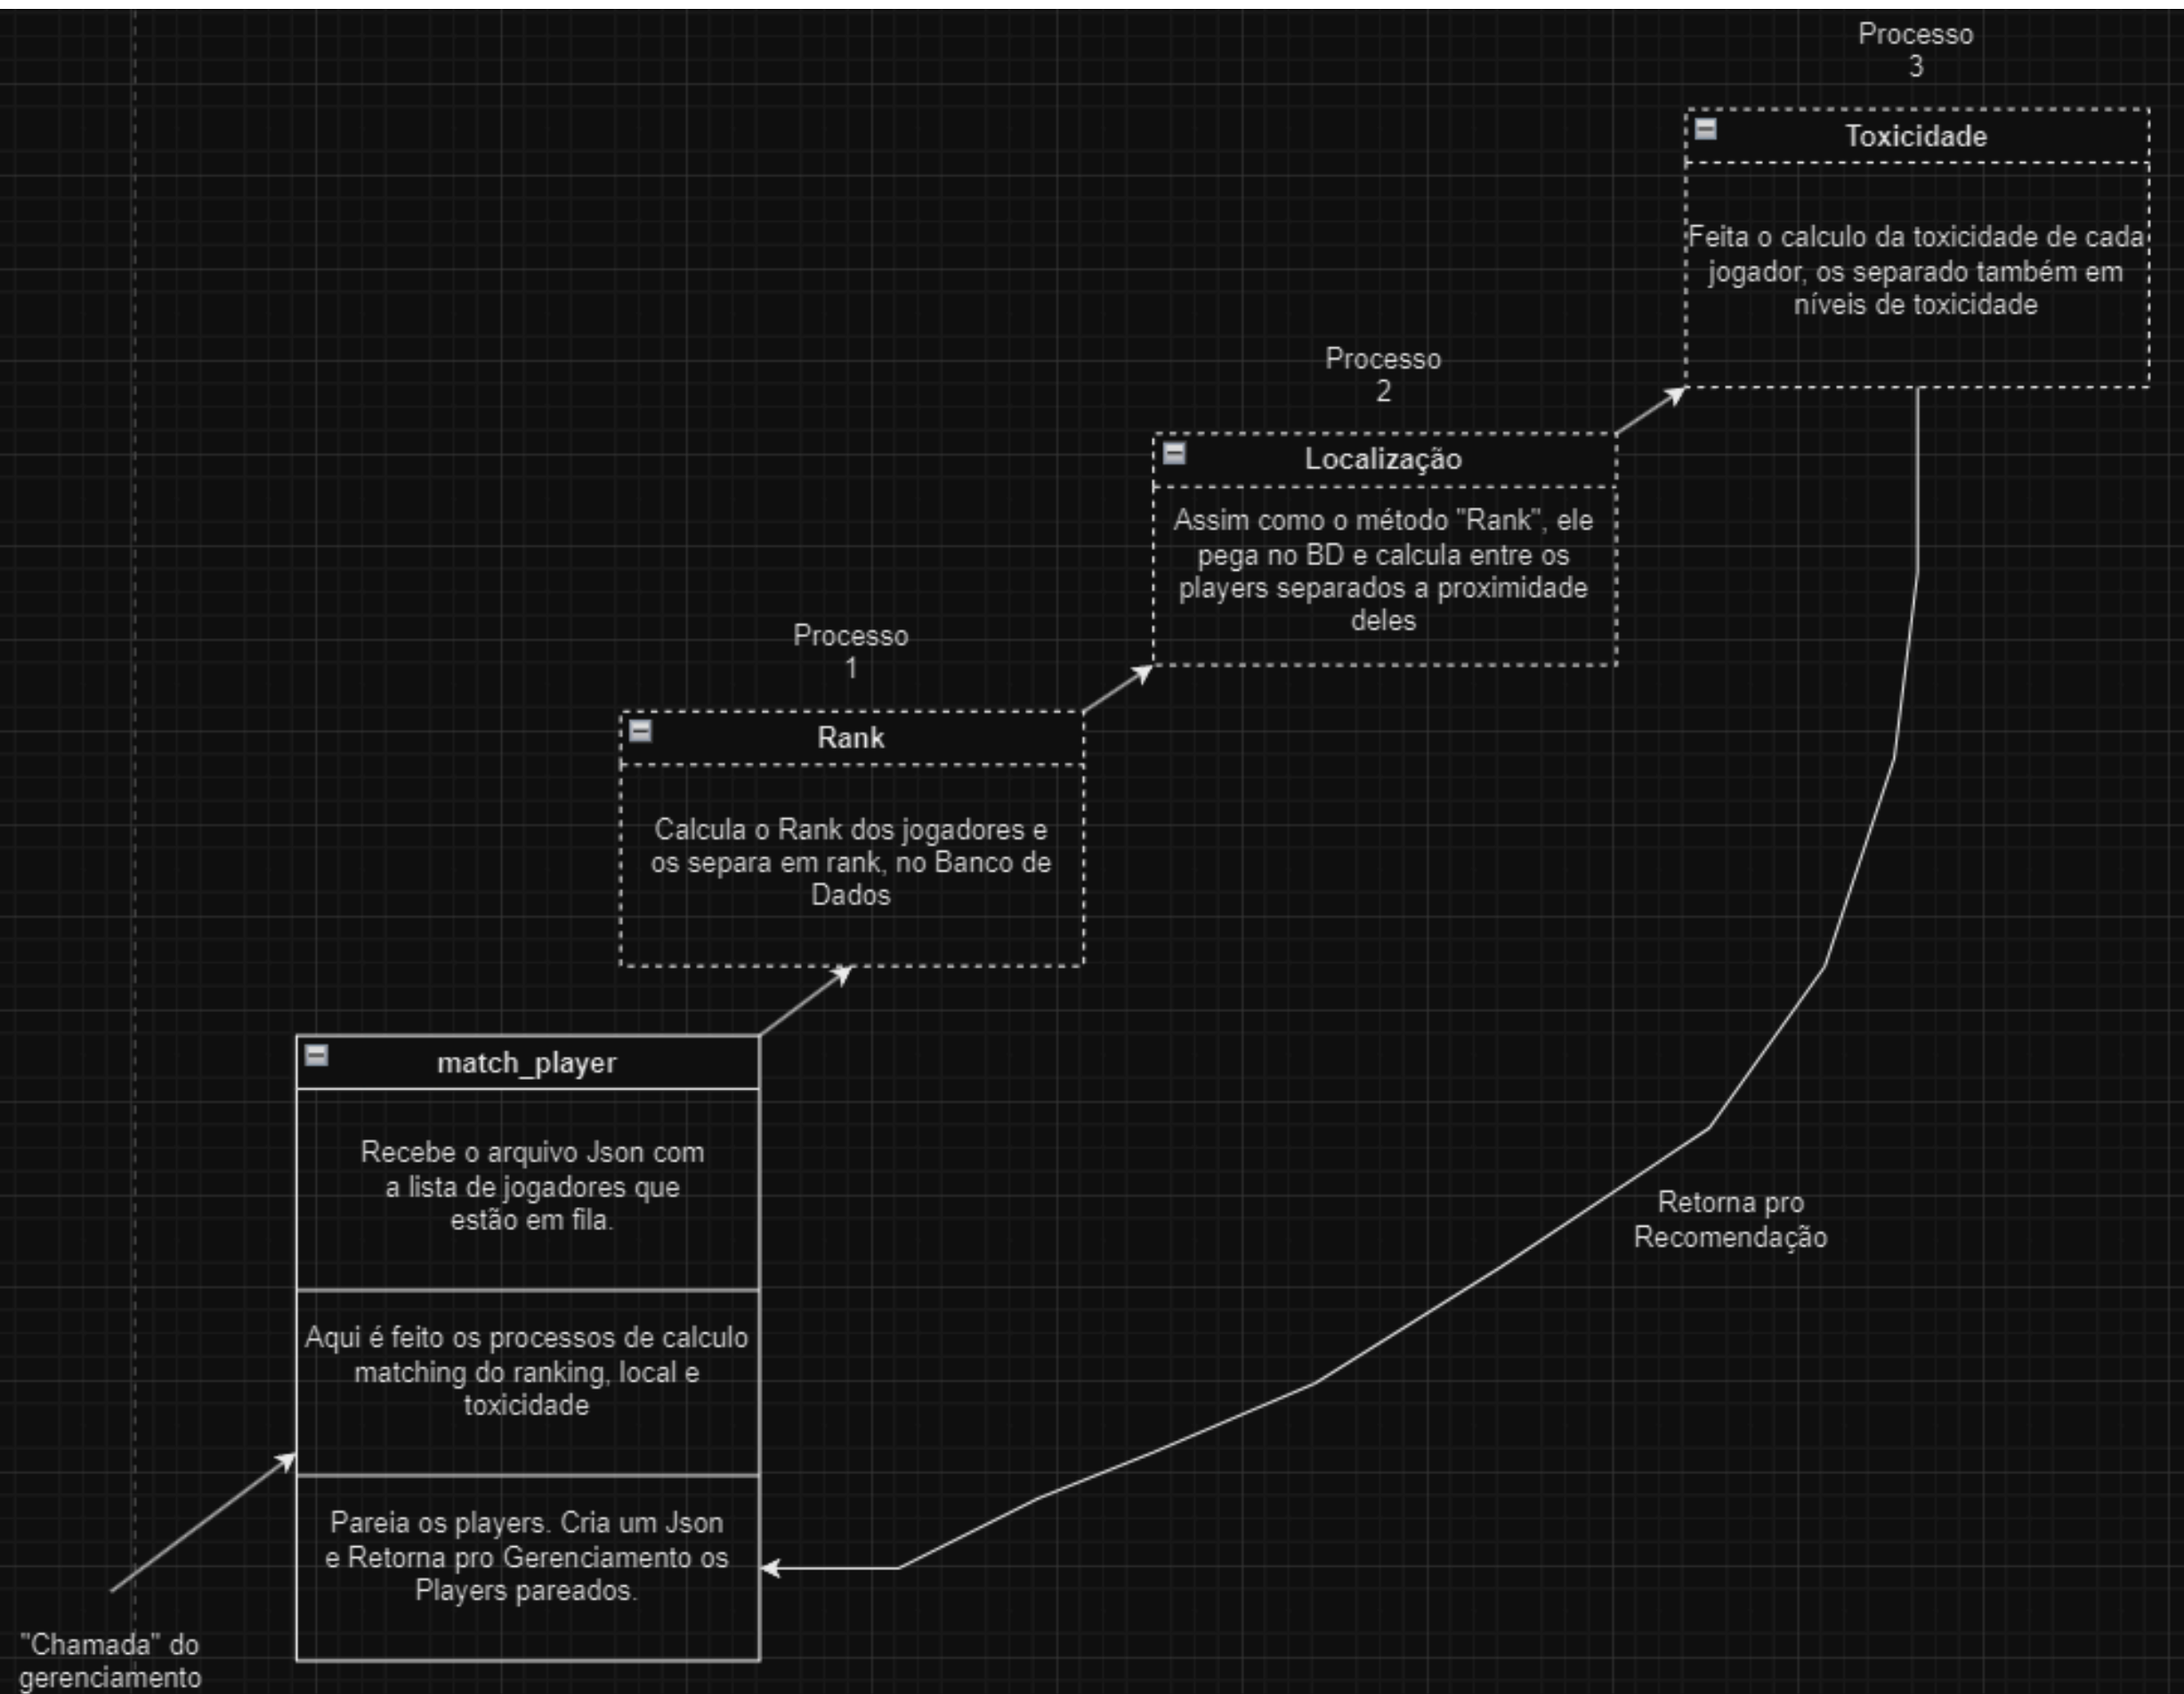 Processo
3
Toxicidade
Feita o calculo da toxicidade de cada
jogador, os separado também em
níveis de toxicidade
Processo
2
Localização
Assim como o método "Rank", ele
pega no BD e calcula entre os
players separados a proximidade
deles
Processo
1
Rank
Calcula o Rank dos jogadores e
os separa em rank, no Banco de
Dados
match_player
Recebe o arquivo Json com
a lista de jogadores que
estão em fila.
Aqui é feito os processos de calculo
matching do ranking, local e
toxicidade
Pareia os players. Cria um Json
e Retorna pro Gerenciamento os
Players pareados.
Retorna pro
Recomendação
"Chamada" do
gerenciamento